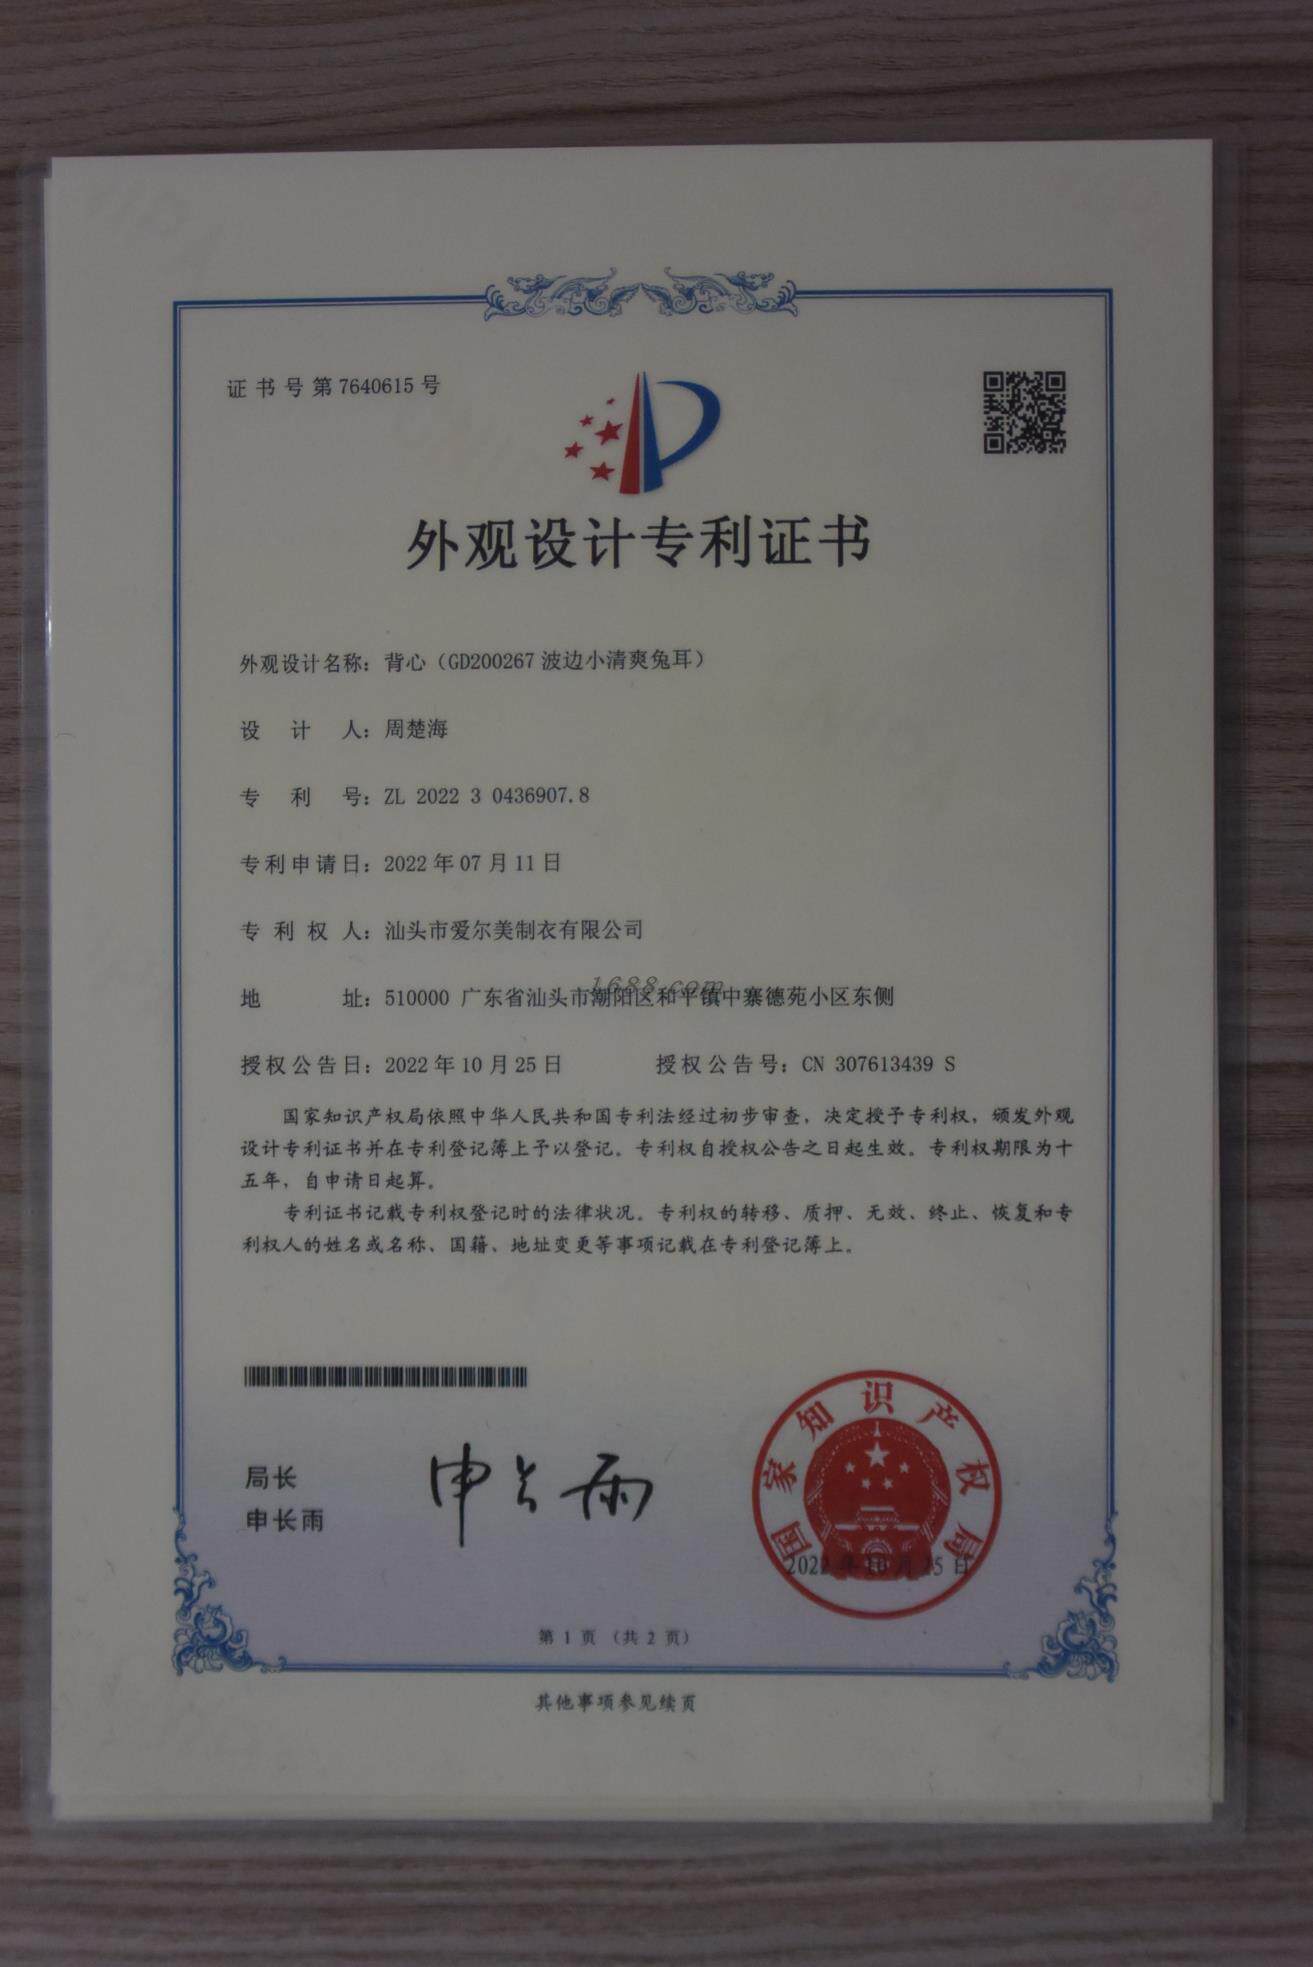 证书号第7640615号
外观设计专利证书
外观设计名称：背心（GD200267 波边小清爽兔耳）
设计人：周楚海
专利号：ZL 2022 3 0436907.8
专利申请日：2022年07月11日
专利权人：汕头市爱尔美制衣有限公司
地址：510000 广东省汕头市潮阳区和平镇中寨德苑小区东侧
1688.com
授权公告日：2022年10月25日 授权公告号：CN 307613439 S
国家知识产权局依照中华人民共和国专利法经过初步审查，决定授予专利权，颁发外观
设计专利证书并在专利登记簿上予以登记。专利权自授权公告之日起生效。专利权期限为十
五年，自申请日起算。
专利证书记载专利权登记时的法律状况。专利权的转移、质押、无效、终止、恢复和专
利权人的姓名或名称、国籍、地址变更等事项记载在专利登记簿上。
局长
申长雨
申长雨
国家知识产权局
2022年10月25日
第 1 页 （共 2 页）
其他事项参见续页